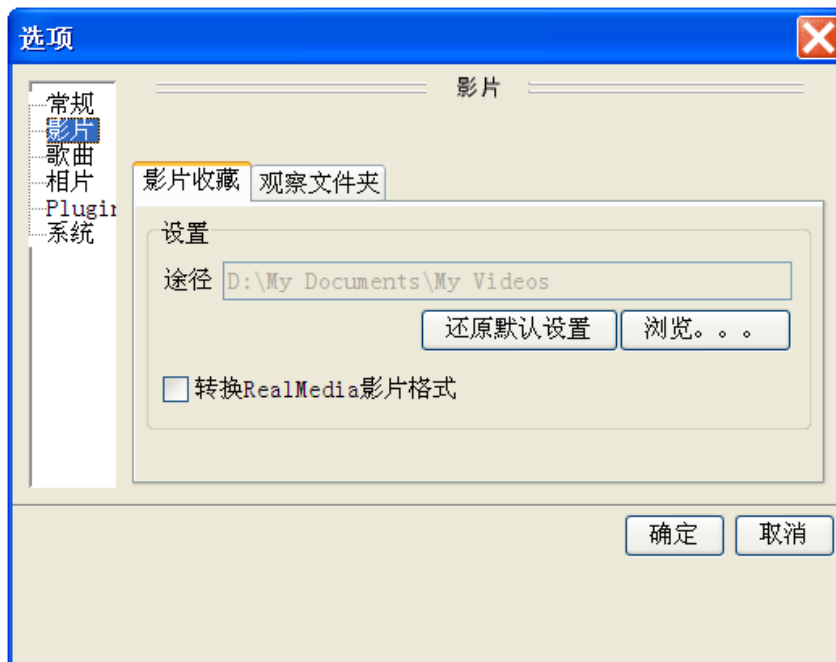 选项
常规
影片
歌曲
相片
Plugin
系统
影片
影片收藏
观察文件夹
设置
途径
D:\My Documents\My Videos
还原默认设置
浏览。。。
转换RealMedia影片格式
确定
取消